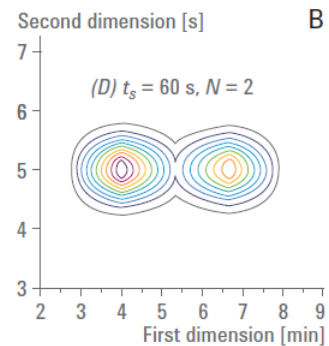 Second dimension [s]
B
7
(D) tₛ = 60 s, N = 2
6
5
4
3
2 3 4 5 6 7 8 9
First dimension [min]